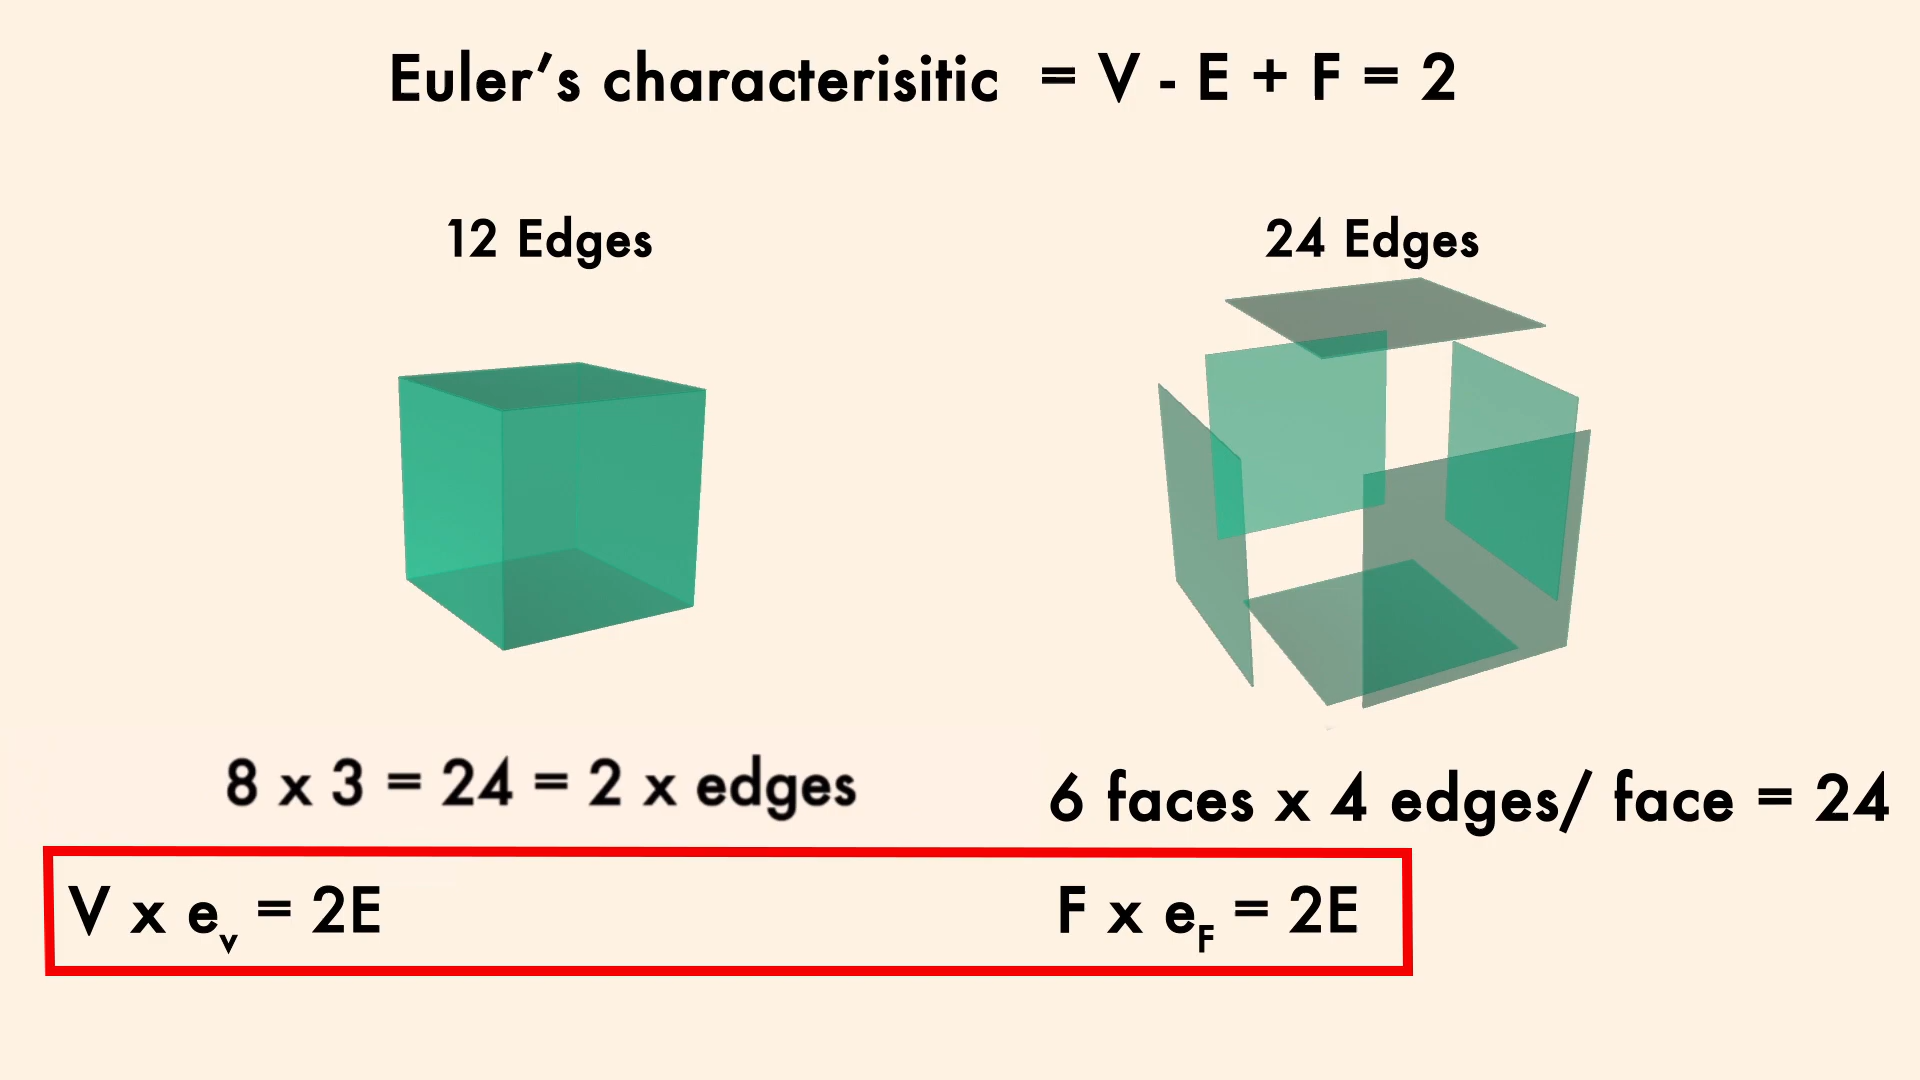 Euler’s characterisitic = V - E + F = 2
12 Edges
24 Edges
8 x 3 = 24 = 2 x edges
6 faces x 4 edges/ face = 24
V x eᵥ = 2E
F x e_F = 2E